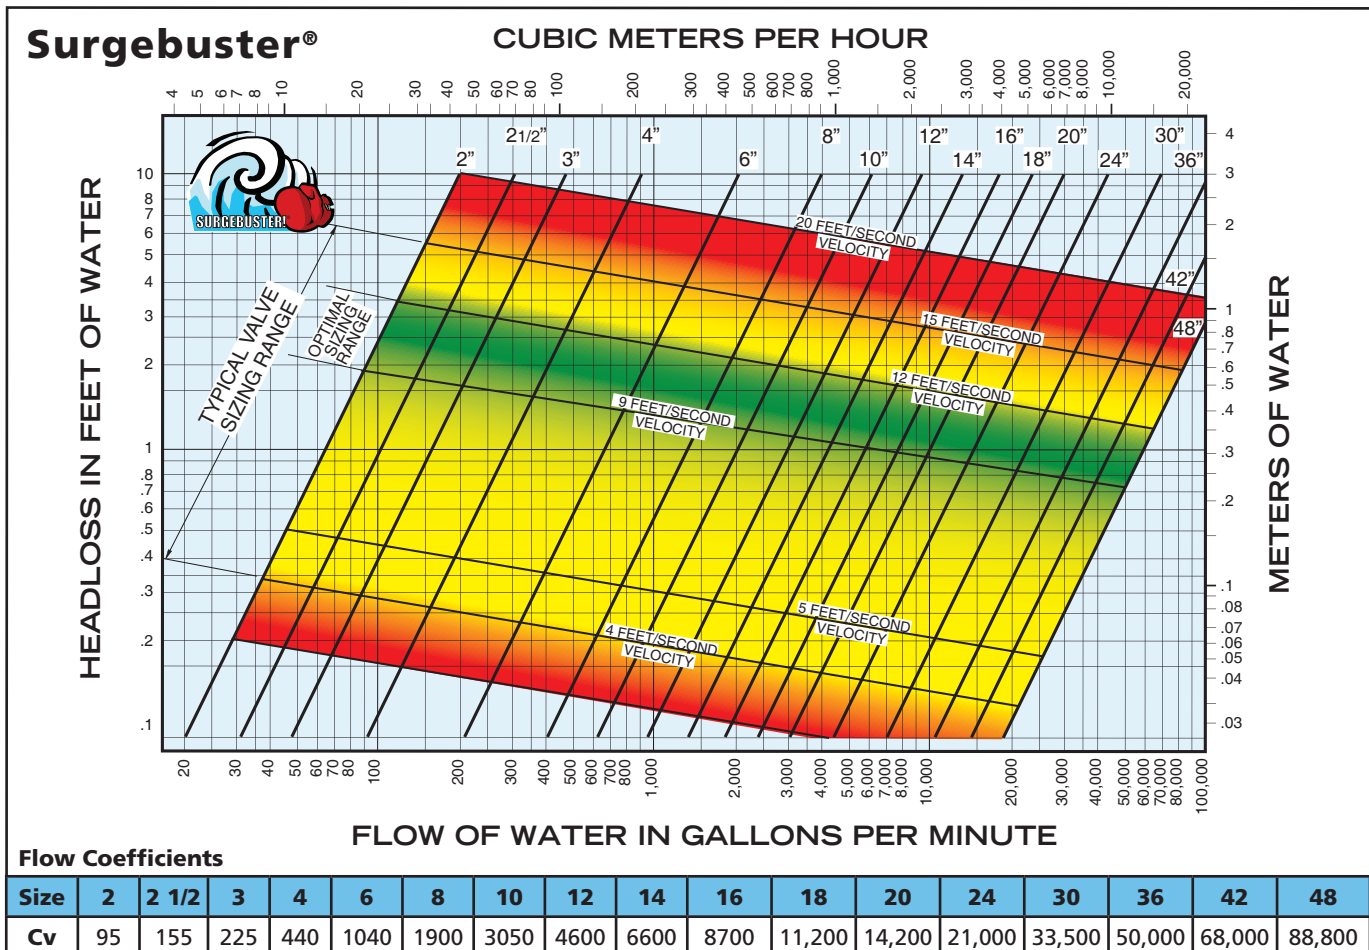 Surgebuster®
CUBIC METERS PER HOUR
4 5 6 7 8 10 20 30 40 50 60 70 80 100 200 300 400 500 600 700 800 1,000 2,000 3,000 4,000 5,000 6,000 7,000 8,000 10,000 20,000
2” 2 1/2” 3” 4” 6” 8” 10” 12” 14” 16” 18” 20” 24” 30” 36”
42”
48”
SURGEBUSTER!
HEADLOSS IN FEET OF WATER
10
8
7
6
5
4
3
2
1
.8
.7
.6
.5
.4
.3
.2
.1
TYPICAL VALVE
SIZING RANGE
OPTIMAL
SIZING
RANGE
20 FEET/SECOND
VELOCITY
15 FEET/SECOND
VELOCITY
12 FEET/SECOND
VELOCITY
9 FEET/SECOND
VELOCITY
5 FEET/SECOND
VELOCITY
4 FEET/SECOND
VELOCITY
4
3
2
1
.8
.7
.6
.5
.4
.3
.2
.1
.08
.07
.06
.05
.04
.03
METERS OF WATER
20 30 40 50 60 70 80 100 200 300 400 500 600 700 800 1,000 2,000 3,000 4,000 5,000 6,000 7,000 8,000 10,000 20,000 30,000 40,000 50,000 60,000 70,000 80,000 100,000
FLOW OF WATER IN GALLONS PER MINUTE
Flow Coefficients
Size 2 2 1/2 3 4 6 8 10 12 14 16 18 20 24 30 36 42 48
Cv 95 155 225 440 1040 1900 3050 4600 6600 8700 11,200 14,200 21,000 33,500 50,000 68,000 88,800